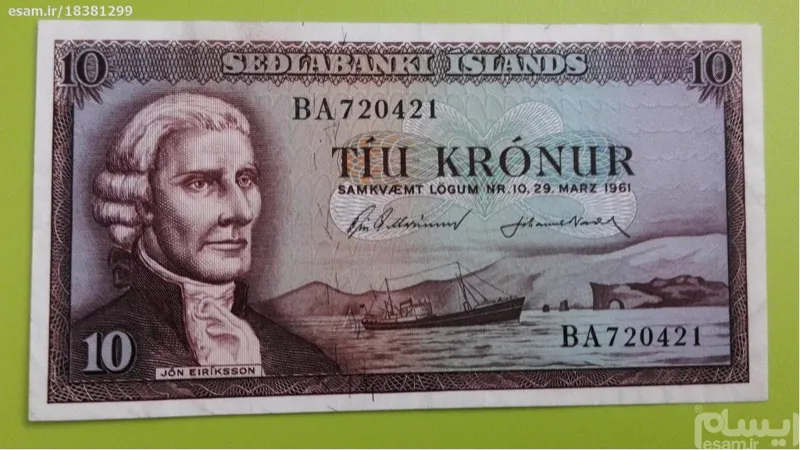 esam.ir/18381299
10 SEÐLABANKI ÍSLANDS 10
BA720421
TÍU KRÓNUR
SAMKVÆMT LÖGUM NR. 10, 29. MARZ 1961
BA720421
10
JÓN EIRÍKSSON
ایسام
esam.ir